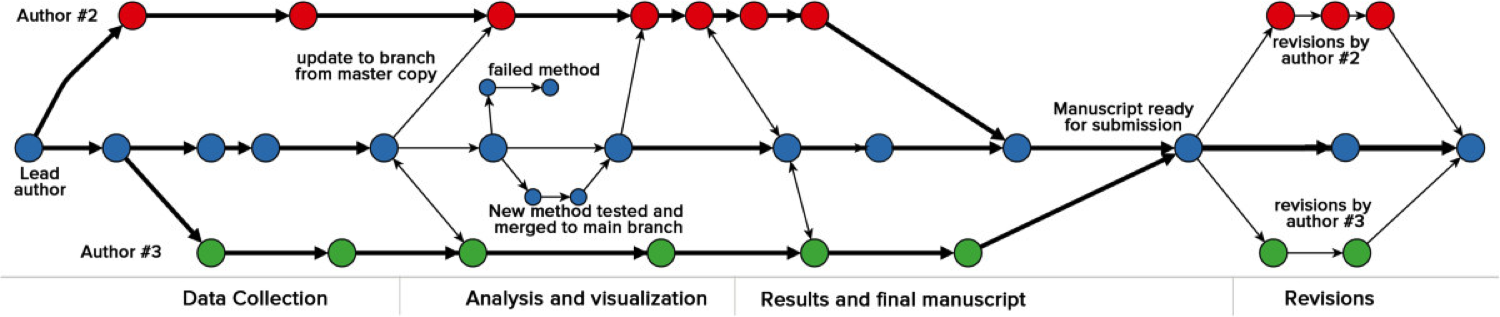 Author #2
update to branch
from master copy
failed method
Manuscript ready
for submission
revisions by
author #2
Lead
author
New method tested and
merged to main branch
revisions by
author #3
Author #3
Data Collection
Analysis and visualization
Results and final manuscript
Revisions